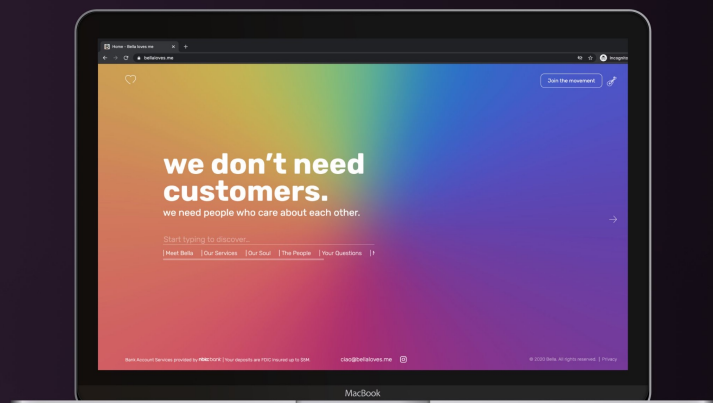 Home - Bella loves me
bellaloves.me
Incognito
Join the movement
we don't need
customers.
we need people who care about each other.
Start typing to discover...
Meet Bella | Our Services | Our Soul | The People | Your Questions
Bank Account Services provided by nbkc bank | Your deposits are FDIC insured up to $5M
ciao@bellaloves.me
© 2020 Bella. All rights reserved. | Privacy
MacBook